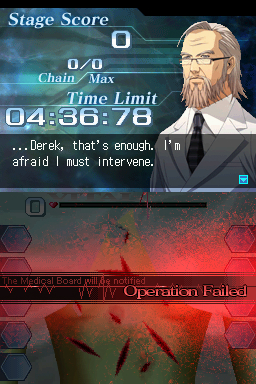 Stage Score
0
0/0
Chain / Max
Time Limit
04:36:78
...Derek, that's enough. I'm
afraid I must intervene.
0
The Medical Board will be notified
Operation Failed